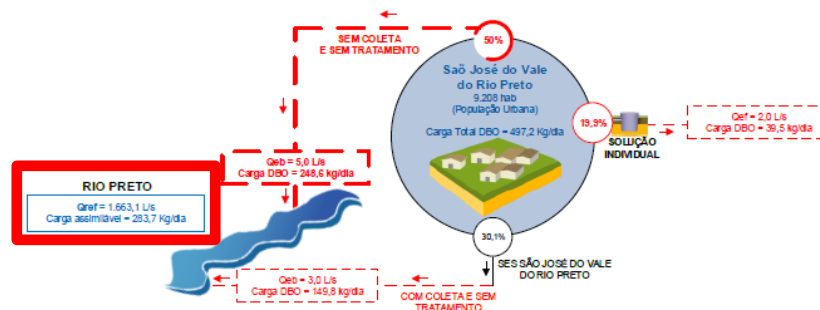 SEM COLETA
E SEM TRATAMENTO
50%
Saõ José do Vale
do Rio Preto
9.208 hab
(População Urbana)
Carga Total DBO = 497,2 Kg/dia
19,9%
SOLUÇÃO
INDIVIDUAL
Qef = 2,0 L/s
Carga DBO = 39,5 kg/dia
Qeb = 5,0 L/s
Carga DBO = 248,6 kg/dia
RIO PRETO
Qref = 1.663,1 L/s
Carga assimilável = 283,7 Kg/dia
30,1%
SES SÃO JOSÉ DO VALE
DO RIO PRETO
Qeb = 3,0 L/s
Carga DBO = 149,8 kg/dia
COM COLETA E SEM
TRATAMENTO